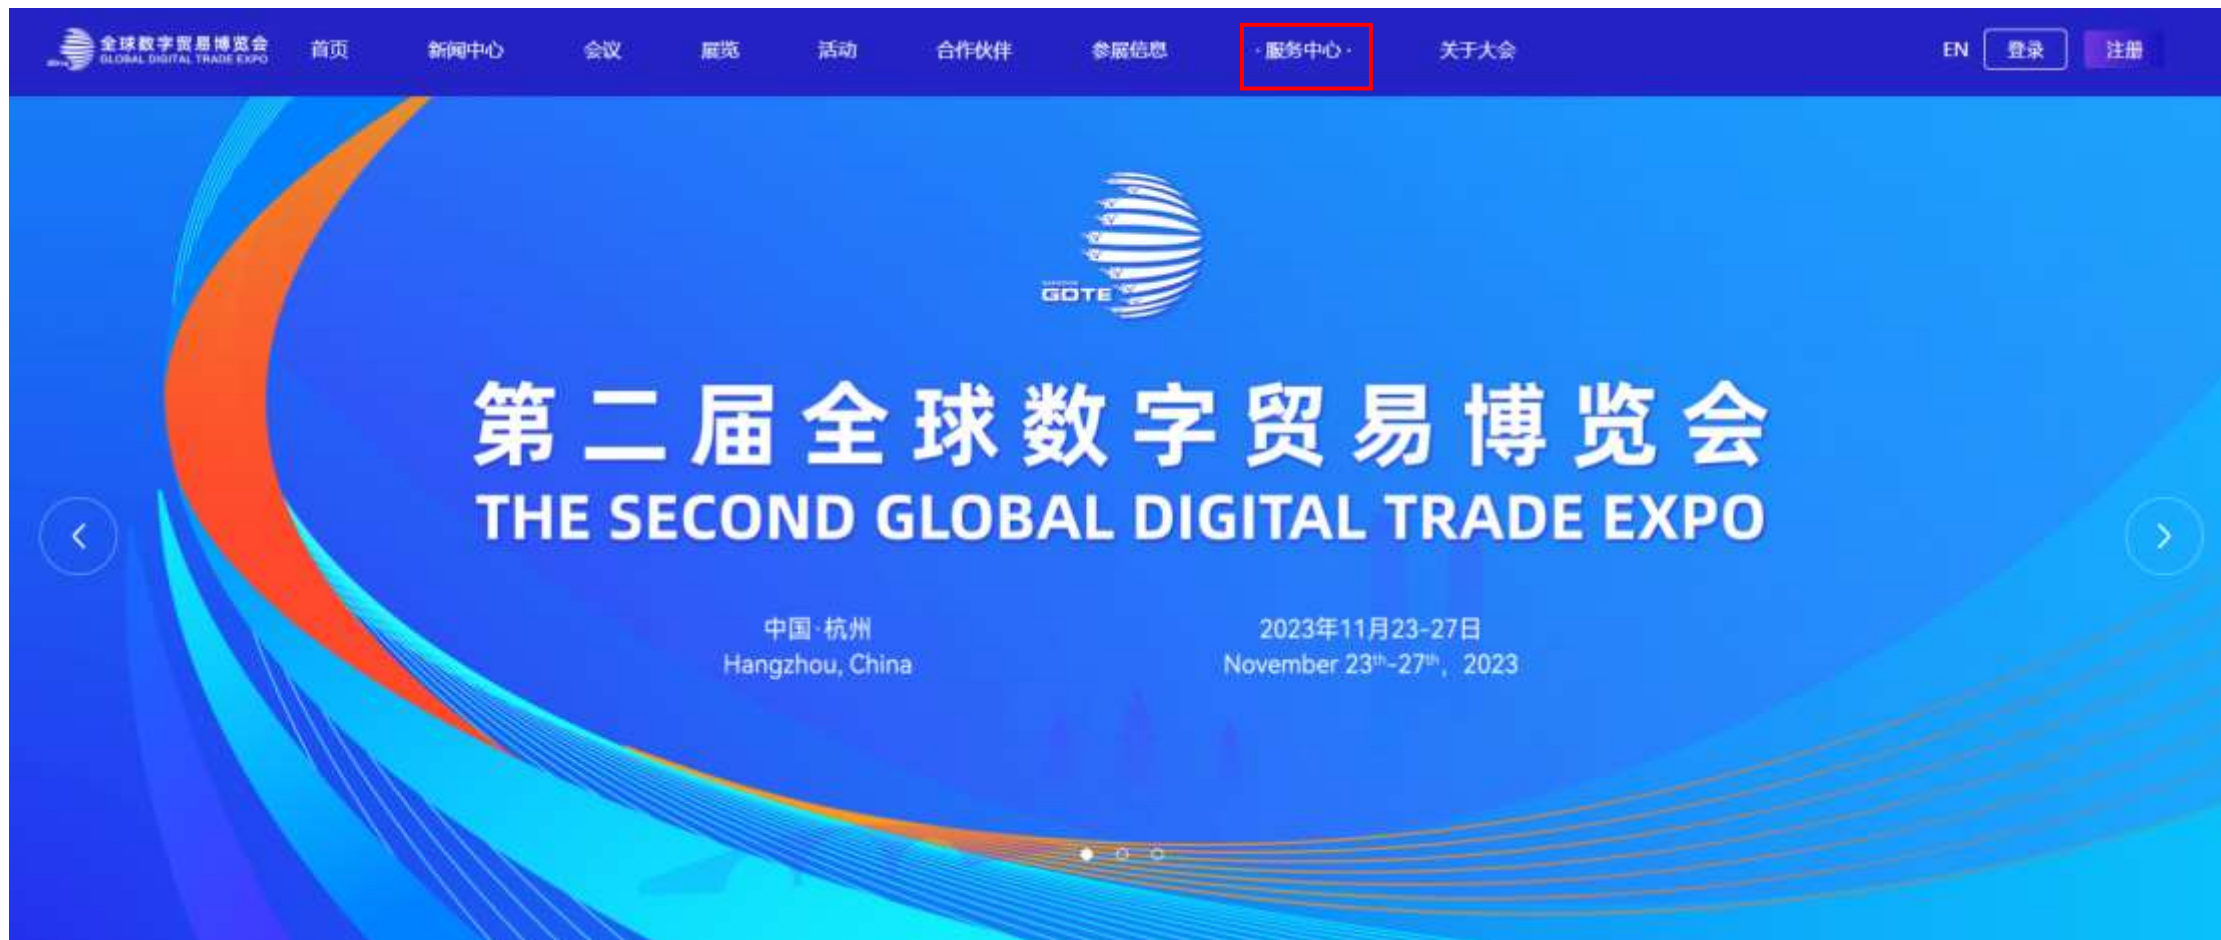 全球数字贸易博览会
GLOBAL DIGITAL TRADE EXPO
首页 新闻中心 会议 展览 活动 合作伙伴 参展信息 ·服务中心· 关于大会 EN 登录 注册
GDTE
第二届全球数字贸易博览会
THE SECOND GLOBAL DIGITAL TRADE EXPO
中国·杭州 2023年11月23-27日
Hangzhou, China November 23th-27th, 2023